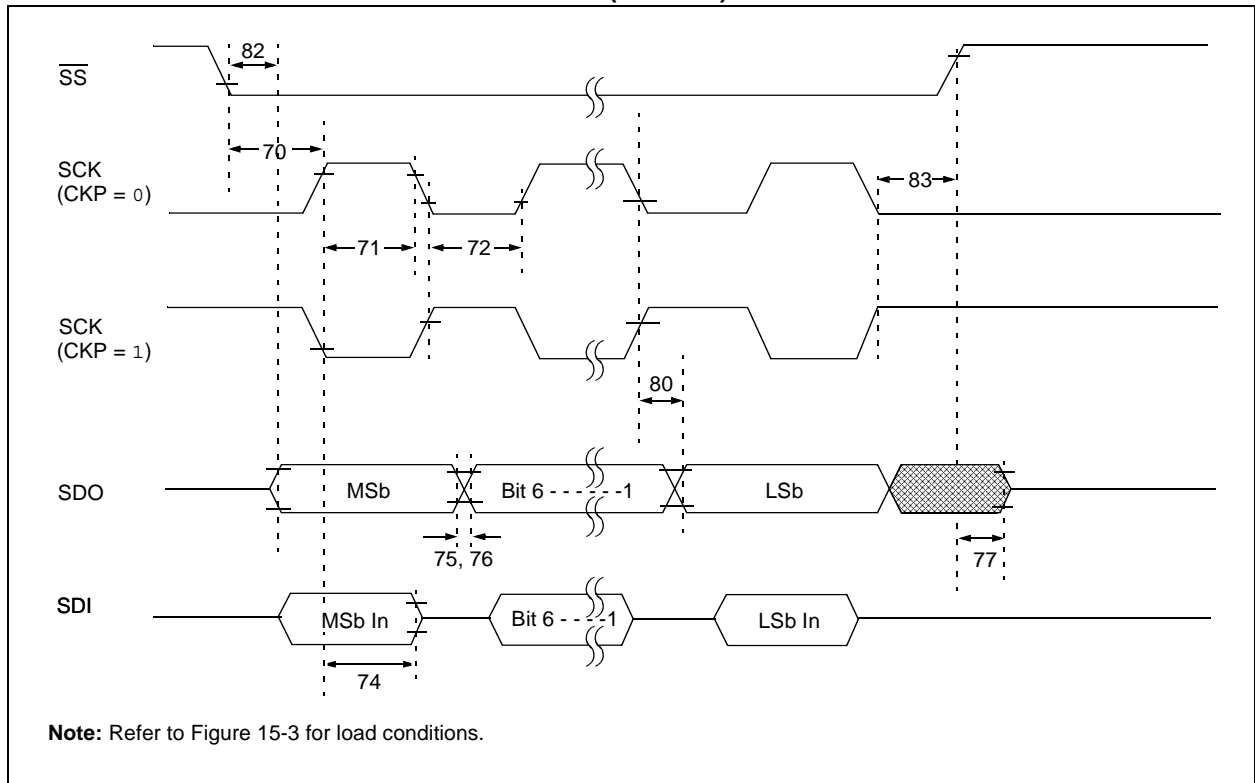 82
SS
70
SCK
(CKP = 0)
83
71
72
SCK
(CKP = 1)
80
SDO
MSb
Bit 6 - - - - - -1
LSb
75, 76
77
SDI
MSb In
Bit 6 - - - -1
LSb In
74
Note: Refer to Figure 15-3 for load conditions.